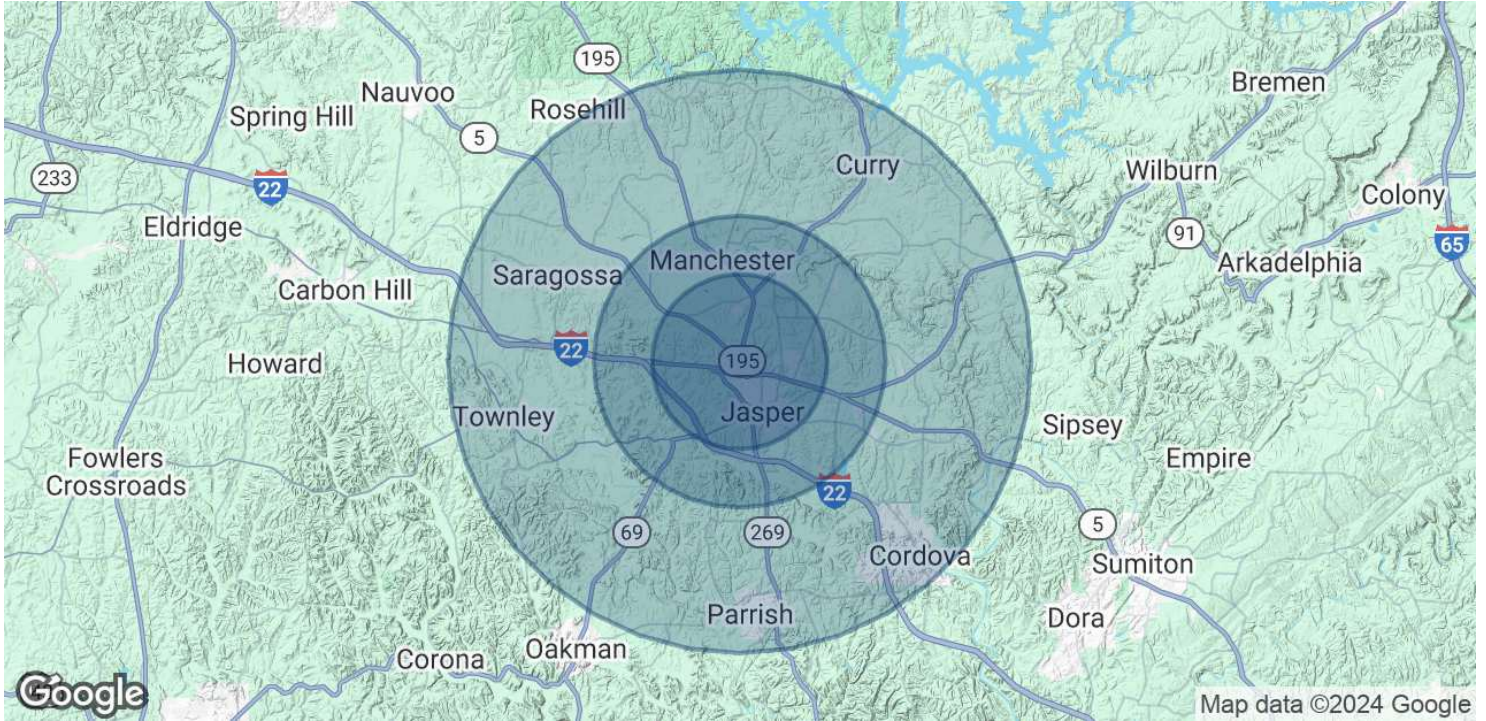 195
Nauvoo
Bremen
Spring Hill
Rosehill
5
Curry
Wilburn
233
22
Colony
Eldridge
91
65
Manchester
Arkadelphia
Saragossa
Carbon Hill
22
195
Howard
Townley
Jasper
Sipsey
Fowlers
Crossroads
Empire
22
69
269
5
Cordova
Sumiton
Parrish
Dora
Oakman
Corona
Google
Map data ©2024 Google